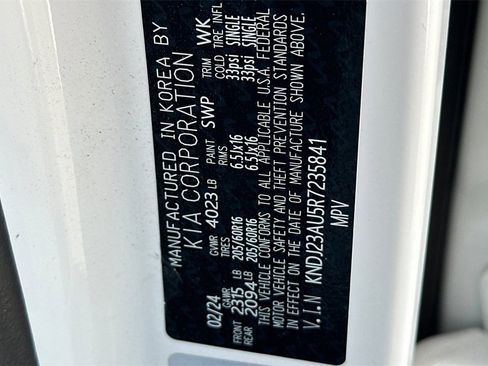 MANUFACTURED IN KOREA BY
KIA CORPORATION
02/24 GVWR 4023 LB PAINT SWP TRIM WK
GAWR TIRES RIMS COLD TIRE INFL
FRONT 2315 LB 205/60R16 6.5Jx16 33psi SINGLE
REAR 2094 LB 205/60R16 6.5Jx16 33psi SINGLE
THIS VEHICLE CONFORMS TO ALL APPLICABLE U.S.A. FEDERAL
MOTOR VEHICLE SAFETY AND THEFT PREVENTION STANDARDS
IN EFFECT ON THE DATE OF MANUFACTURE SHOWN ABOVE.
V.I.N KNDJ23AU5R7235841
MPV